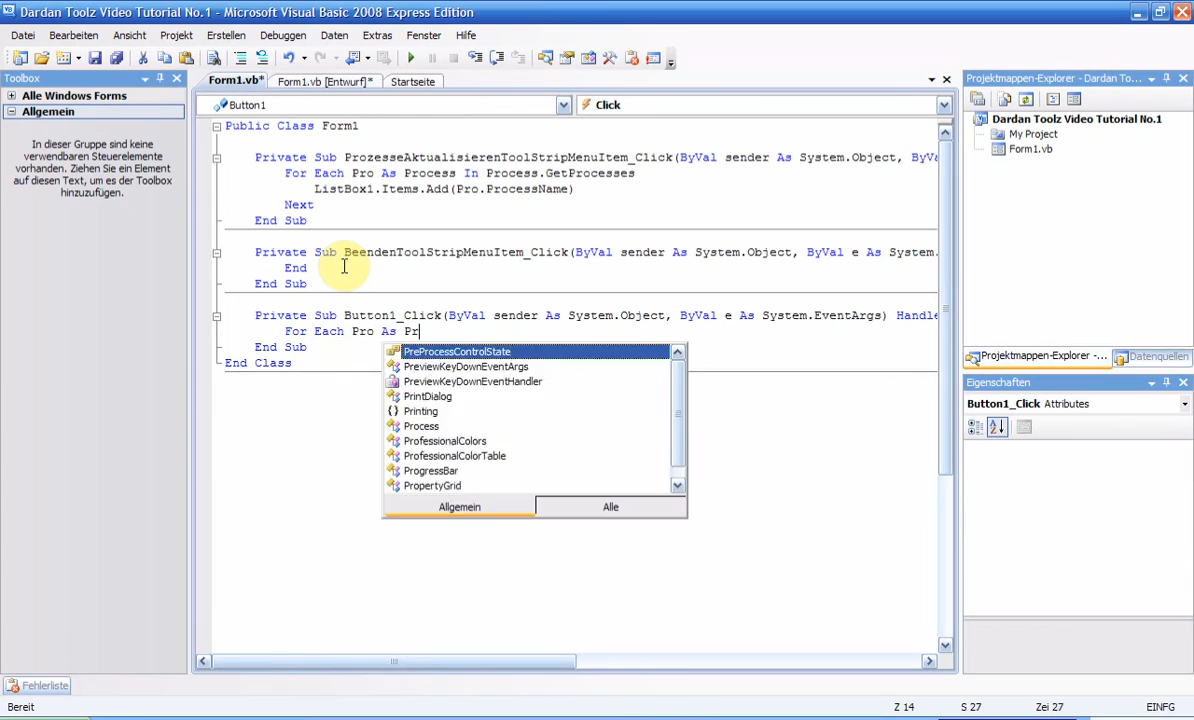 Dardan Toolz Video Tutorial No.1 - Microsoft Visual Basic 2008 Express Edition
Datei Bearbeiten Ansicht Projekt Erstellen Debuggen Daten Extras Fenster Hilfe
Toolbox
Alle Windows Forms
Allgemein
In dieser Gruppe sind keine
verwendbaren Steuerelemente
vorhanden. Ziehen Sie ein Element
auf diesen Text, um es der Toolbox
hinzuzufügen.
Form1.vb* Form1.vb [Entwurf]* Startseite
Button1 Click
Public Class Form1
Private Sub ProzesseAktualisierenToolStripMenuItem_Click(ByVal sender As System.Object, ByVa
For Each Pro As Process In Process.GetProcesses
ListBox1.Items.Add(Pro.ProcessName)
Next
End Sub
Private Sub BeendenToolStripMenuItem_Click(ByVal sender As System.Object, ByVal e As System.
End
End Sub
Private Sub Button1_Click(ByVal sender As System.Object, ByVal e As System.EventArgs) Handle
For Each Pro As Pr
End Sub
End Class
PreProcessControlState
PreviewKeyDownEventArgs
PreviewKeyDownEventHandler
PrintDialog
Printing
Process
ProfessionalColors
ProfessionalColorTable
ProgressBar
PropertyGrid
Allgemein Alle
Projektmappen-Explorer - Dardan To...
Dardan Toolz Video Tutorial No.1
My Project
Form1.vb
Projektmappen-Explorer - ... Datenquellen
Eigenschaften
Button1_Click Attributes
Fehlerliste
Bereit Z 14 S 27 Zei 27 EINFG